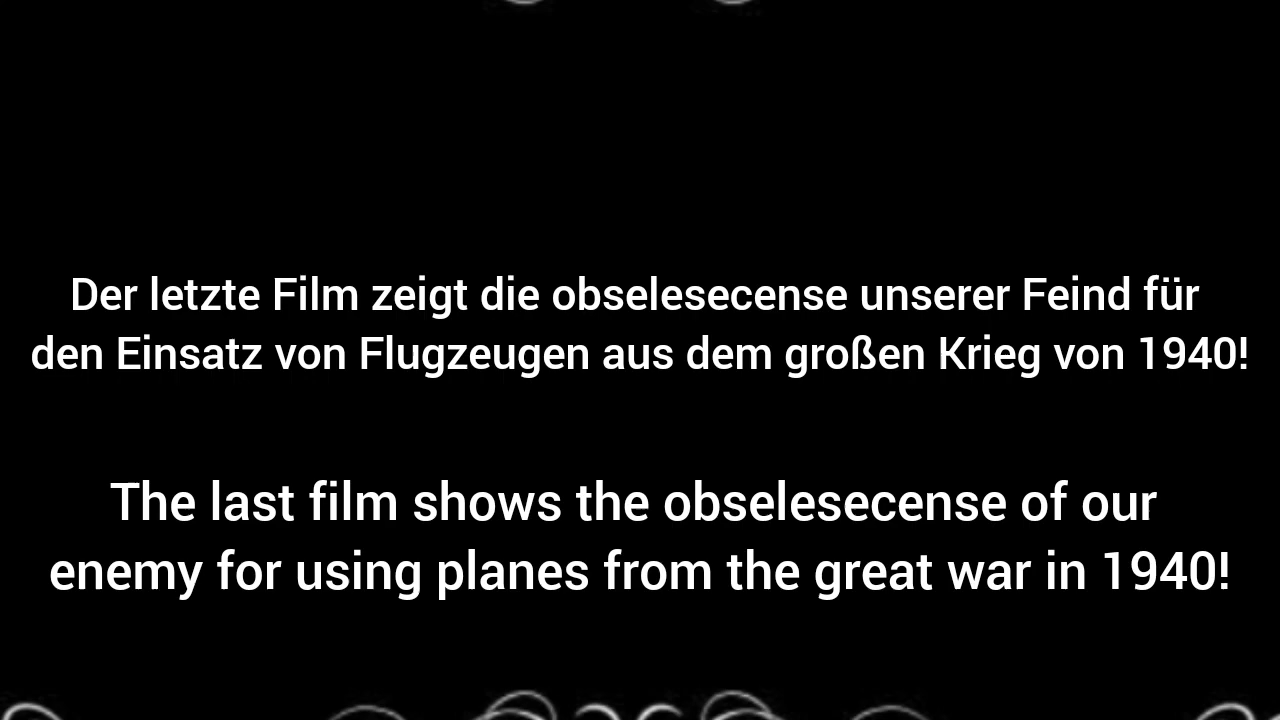 Der letzte Film zeigt die obselesecense unserer Feind für
den Einsatz von Flugzeugen aus dem großen Krieg von 1940!
The last film shows the obselesecense of our
enemy for using planes from the great war in 1940!